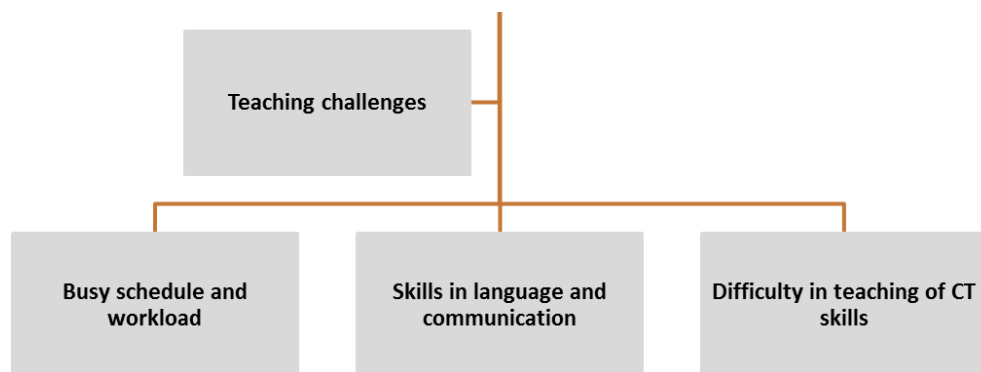 Teaching challenges
Busy schedule and
workload
Skills in language and
communication
Difficulty in teaching of CT
skills